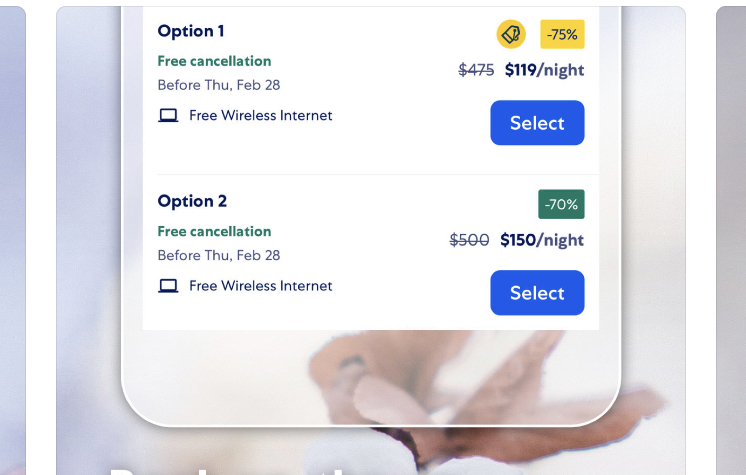 Option 1
-75%
Free cancellation
$475 $119/night
Before Thu, Feb 28
Free Wireless Internet
Select
Option 2
-70%
Free cancellation
$500 $150/night
Before Thu, Feb 28
Free Wireless Internet
Select